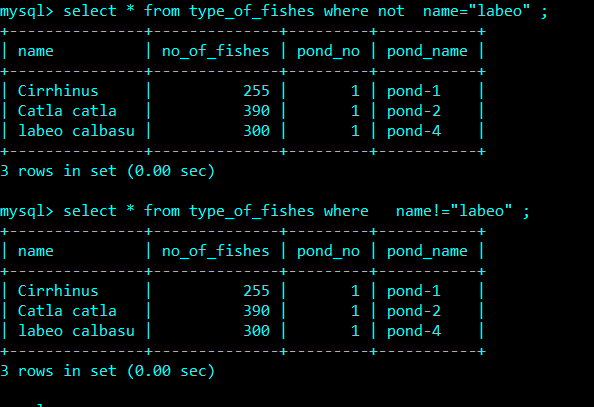 mysql> select * from type_of_fishes where not  name="labeo" ;
+---------------+--------------+---------+-----------+
| name          | no_of_fishes | pond_no | pond_name |
+---------------+--------------+---------+-----------+
| Cirrhinus     |          255 |       1 | pond-1    |
| Catla catla   |          390 |       1 | pond-2    |
| labeo calbasu |          300 |       1 | pond-4    |
+---------------+--------------+---------+-----------+
3 rows in set (0.00 sec)

mysql> select * from type_of_fishes where   name!="labeo" ;
+---------------+--------------+---------+-----------+
| name          | no_of_fishes | pond_no | pond_name |
+---------------+--------------+---------+-----------+
| Cirrhinus     |          255 |       1 | pond-1    |
| Catla catla   |          390 |       1 | pond-2    |
| labeo calbasu |          300 |       1 | pond-4    |
+---------------+--------------+---------+-----------+
3 rows in set (0.00 sec)